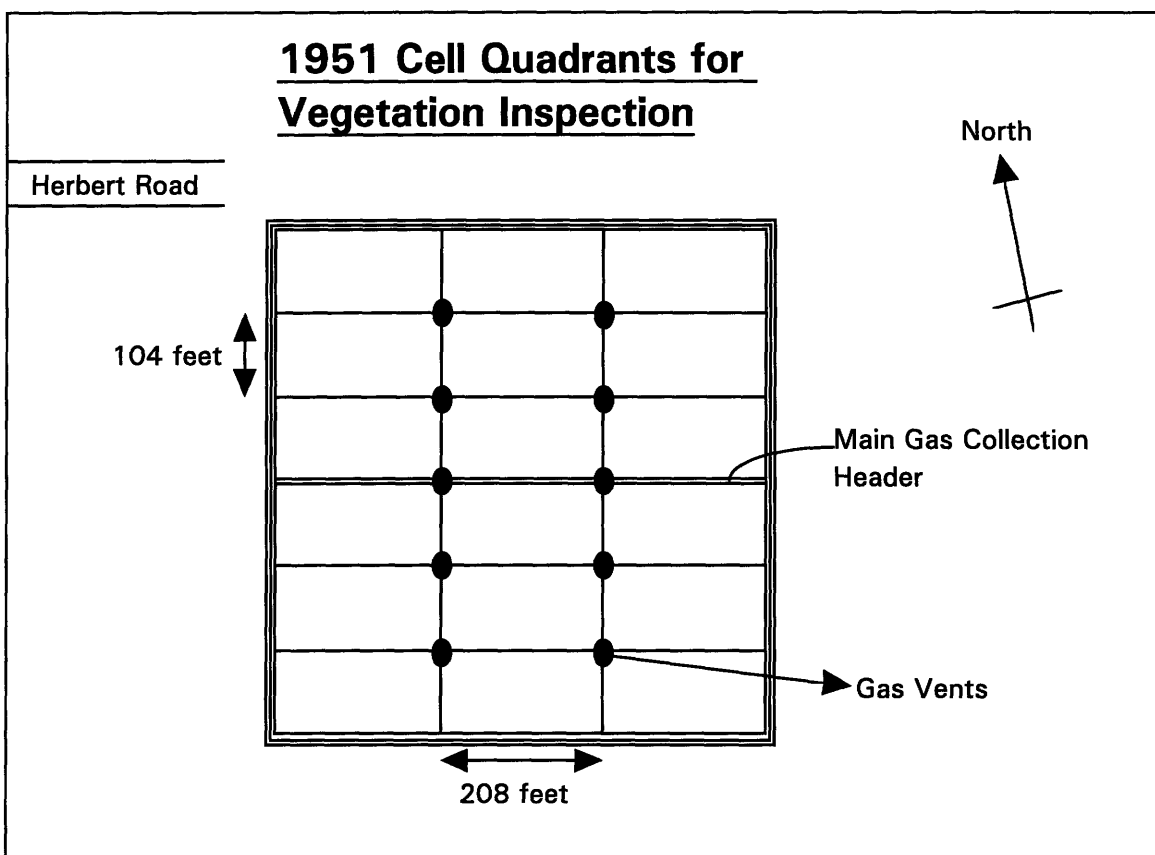 1951 Cell Quadrants for
Vegetation Inspection
North
Herbert Road
104 feet
Main Gas Collection
Header
Gas Vents
208 feet